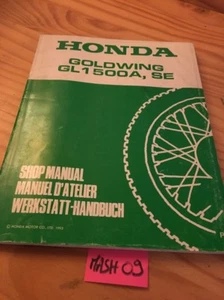 HONDA
GOLDWING
GL1500A, SE
SHOP MANUAL
MANUEL D'ATELIER
WERKSTATT-HANDBUCH
MASH 09